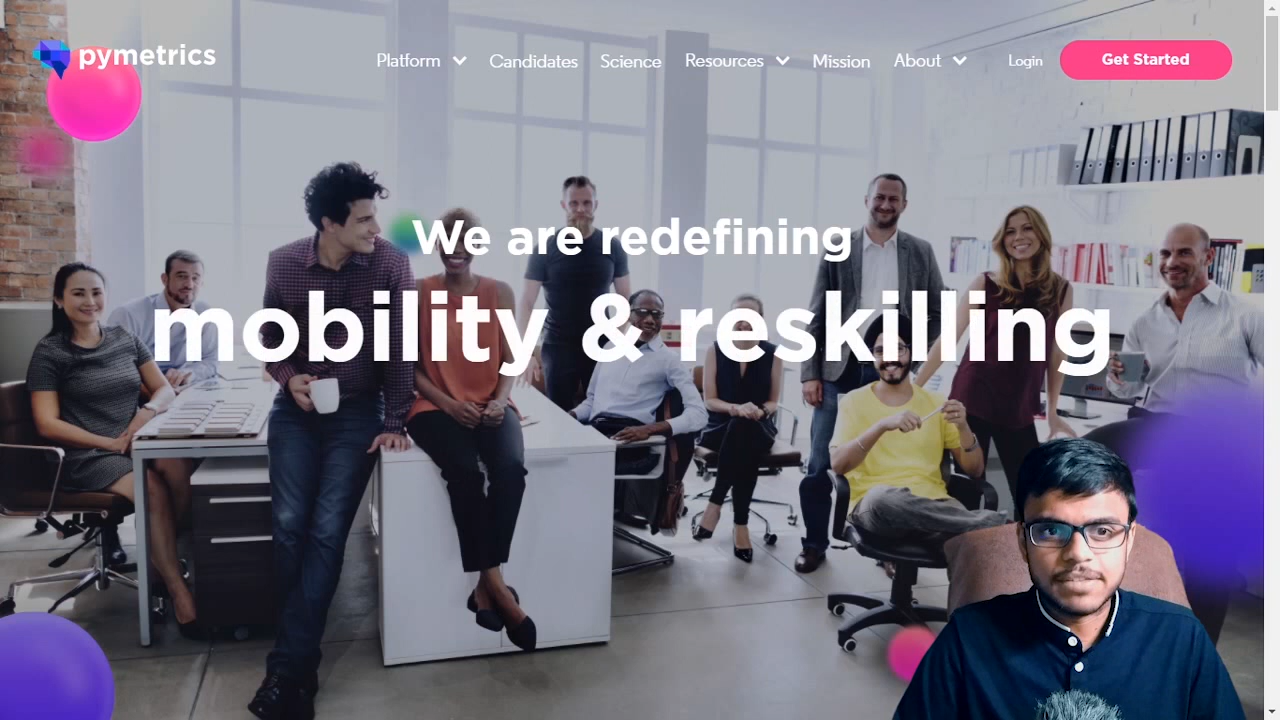 pymetrics
Platform
Candidates
Science
Resources
Mission
About
Login
Get Started
We are redefining
mobility & reskilling